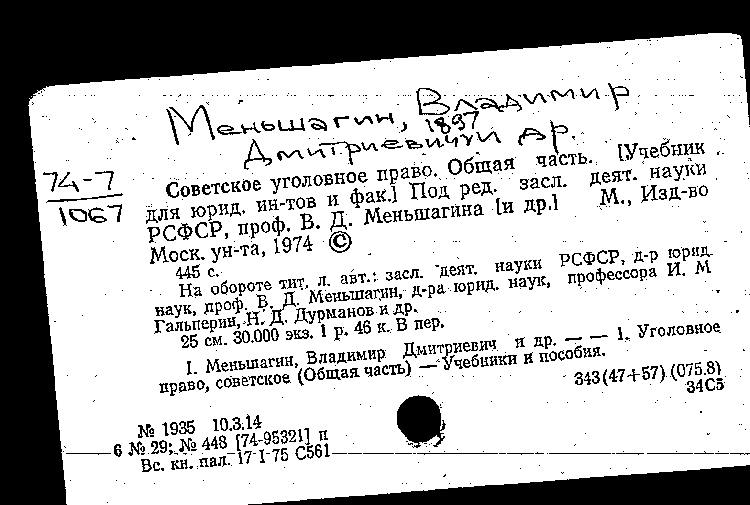 Меньшагин, Владимир
1897
Дмитриевич и др.
74-7
1067
Советское уголовное право. Общая часть. [Учебник
для юрид. ин-тов и фак.] Под ред. засл. деят. науки
РСФСР, проф. В. Д. Меньшагина [и др.] М., Изд-во
Моск. ун-та, 1974 ©
445 с.
На обороте тит. л. авт.: засл. деят. науки РСФСР, д-р юрид.
наук, проф. В. Д. Меньшагин, д-ра юрид. наук, профессора И. М
Гальперин, Н. Д. Дурманов и др.
25 см. 30.000 экз. 1 р. 46 к. В пер.
I. Меньшагин, Владимир Дмитриевич и др. — — 1. Уголовное
право, советское (Общая часть) — Учебники и пособия.
343(47+57)(075.8)
34С5
№ 1935 10.3.14
6 № 29; № 448 [74-95321] п
Вс. кн. пал. 17 I 75 С561